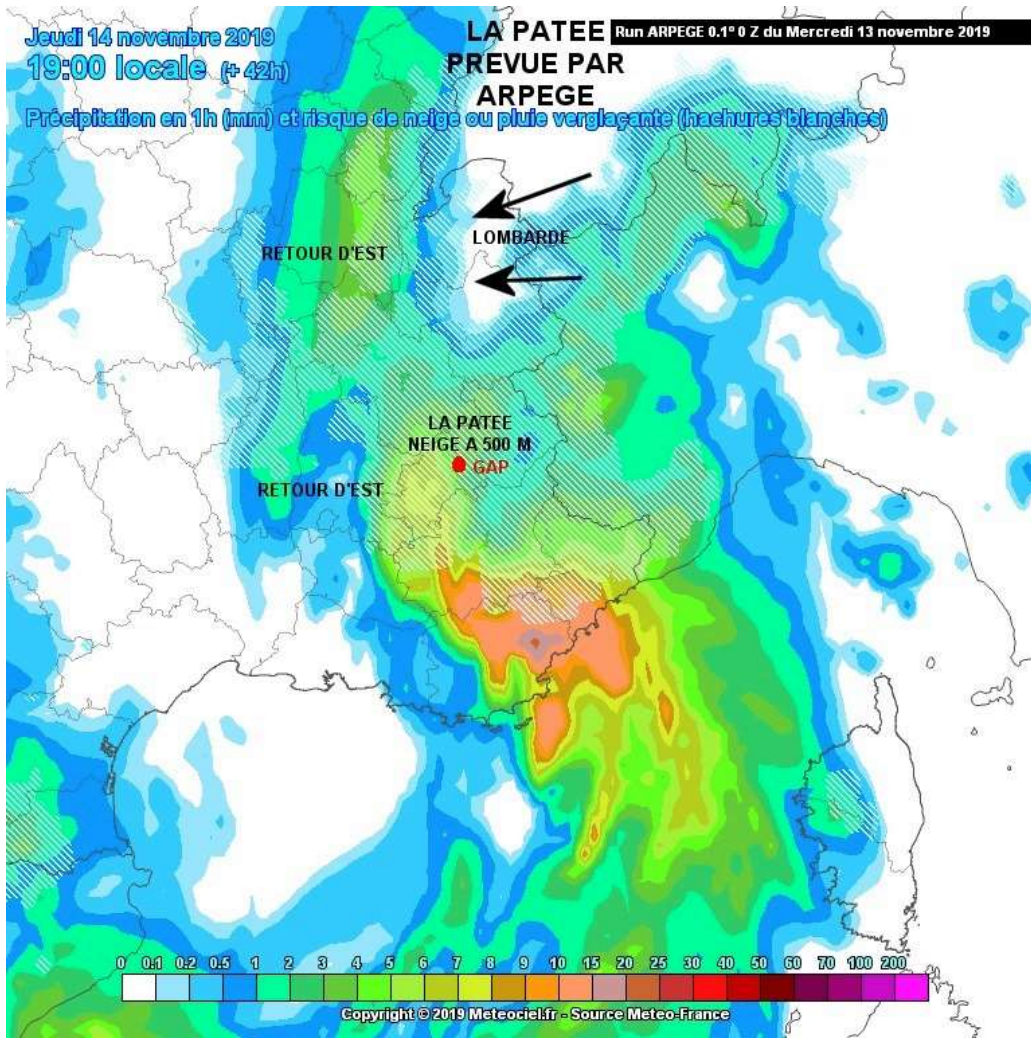 Jeudi 14 novembre 2019
19:00 locale (+ 42h)
LA PATEE
PREVUE PAR
ARPEGE
Run ARPEGE 0.1° 0 Z du Mercredi 13 novembre 2019
Précipitation en 1h (mm) et risque de neige ou pluie verglaçante (hachures blanches)
RETOUR D'EST
LOMBARDE
LA PATEE
NEIGE A 500 M
GAP
RETOUR D'EST
0 0.1 0.2 0.5 1 2 3 4 5 6 7 8 9 10 15 20 25 30 40 50 60 70 100 200
Copyright © 2019 Meteociel.fr - Source Meteo-France